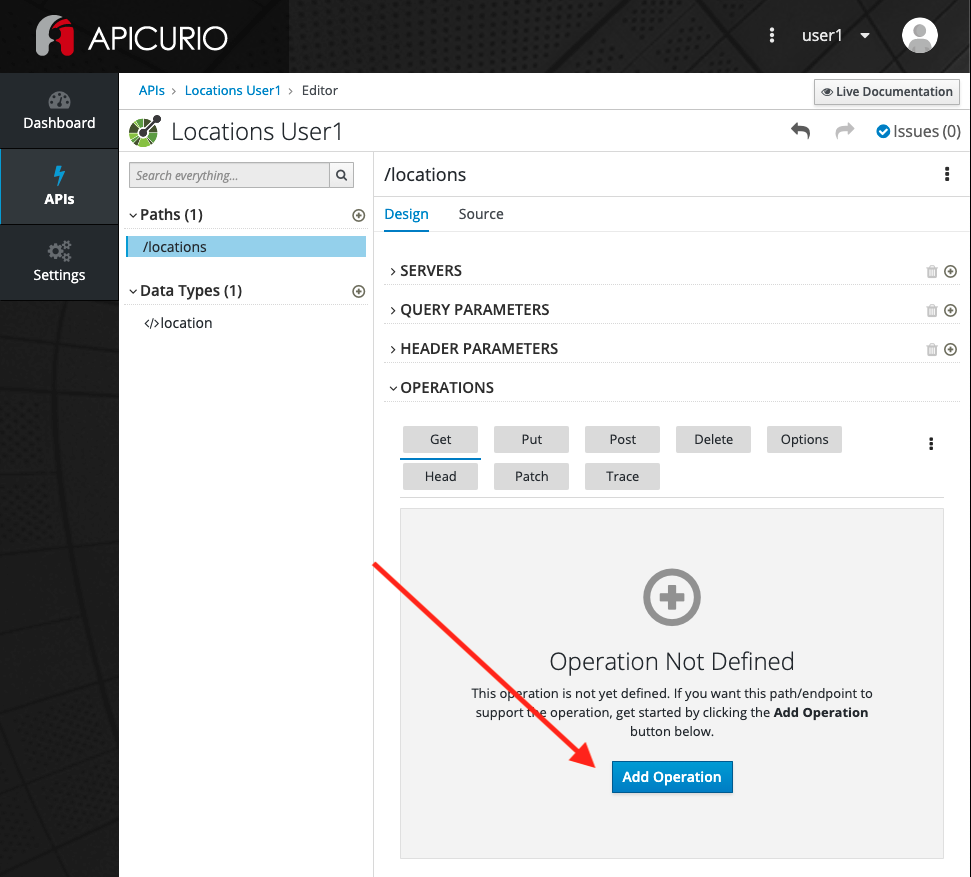 APICURIO
user1
Dashboard
APIs
Settings
APIs > Locations User1 > Editor
Live Documentation
Locations User1
Issues (0)
Search everything...
Paths (1)
/locations
Data Types (1)
</>location
/locations
Design Source
SERVERS
QUERY PARAMETERS
HEADER PARAMETERS
OPERATIONS
Get Put Post Delete Options
Head Patch Trace
Operation Not Defined
This operation is not yet defined. If you want this path/endpoint to
support the operation, get started by clicking the Add Operation
button below.
Add Operation